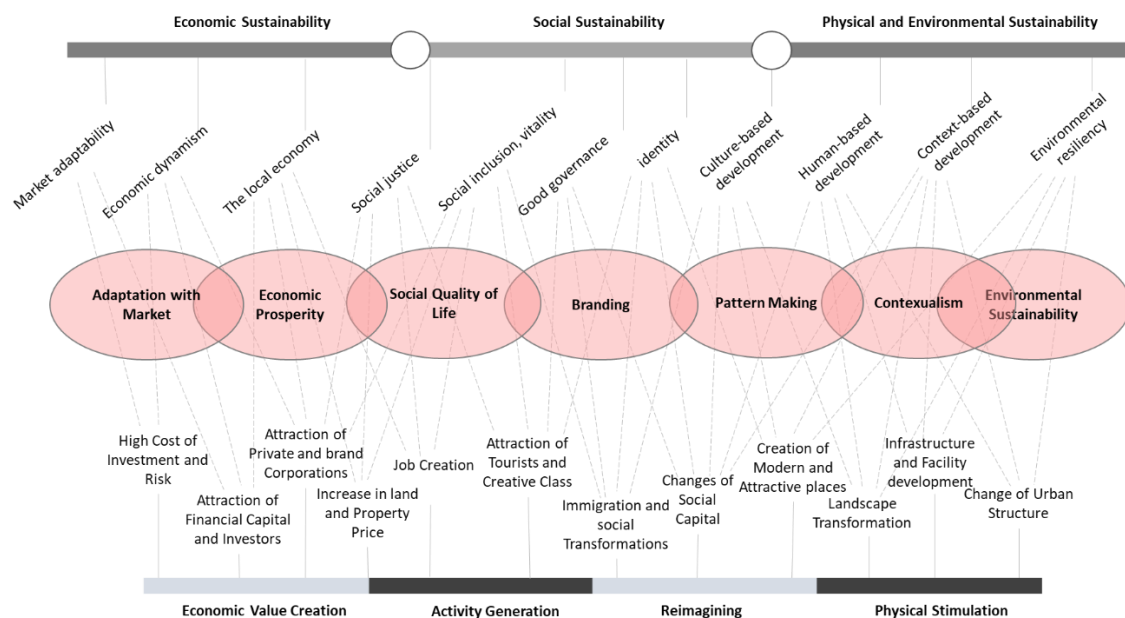 Economic Sustainability
Social Sustainability
Physical and Environmental Sustainability
Market adaptability
Economic dynamism
The local economy
Social justice
Social inclusion, vitality
Good governance
identity
Culture-based
development
Human-based
development
Context-based
development
Environmental
resiliency
Adaptation with
Market
Economic
Prosperity
Social Quality of
Life
Branding
Pattern Making
Contexualism
Environmental
Sustainability
High Cost of
Investment and
Risk
Attraction of
Financial Capital
and Investors
Attraction of
Private and brand
Corporations
Increase in land
and Property
Price
Job Creation
Attraction of
Tourists and
Creative Class
Immigration and
social
Transformations
Changes of
Social
Capital
Creation of
Modern and
Attractive places
Landscape
Transformation
Infrastructure
and Facility
development
Change of Urban
Structure
Economic Value Creation
Activity Generation
Reimagining
Physical Stimulation